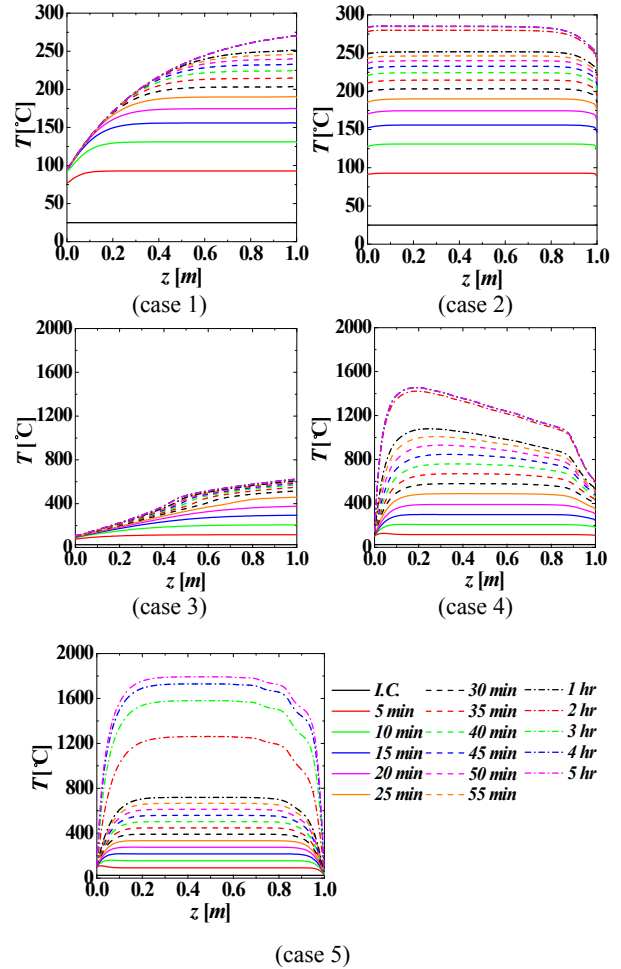 300
250
200
150
100
50
0
T [℃]
0.0 0.2 0.4 0.6 0.8 1.0
z [m]
(case 1)
300
250
200
150
100
50
0
T [℃]
0.0 0.2 0.4 0.6 0.8 1.0
z [m]
(case 2)
2000
1600
1200
800
400
0
T [℃]
0.0 0.2 0.4 0.6 0.8 1.0
z [m]
(case 3)
2000
1600
1200
800
400
0
T [℃]
0.0 0.2 0.4 0.6 0.8 1.0
z [m]
(case 4)
2000
1600
1200
800
400
0
T [℃]
0.0 0.2 0.4 0.6 0.8 1.0
z [m]
I.C. 30 min 1 hr
5 min 35 min 2 hr
10 min 40 min 3 hr
15 min 45 min 4 hr
20 min 50 min 5 hr
25 min 55 min
(case 5)